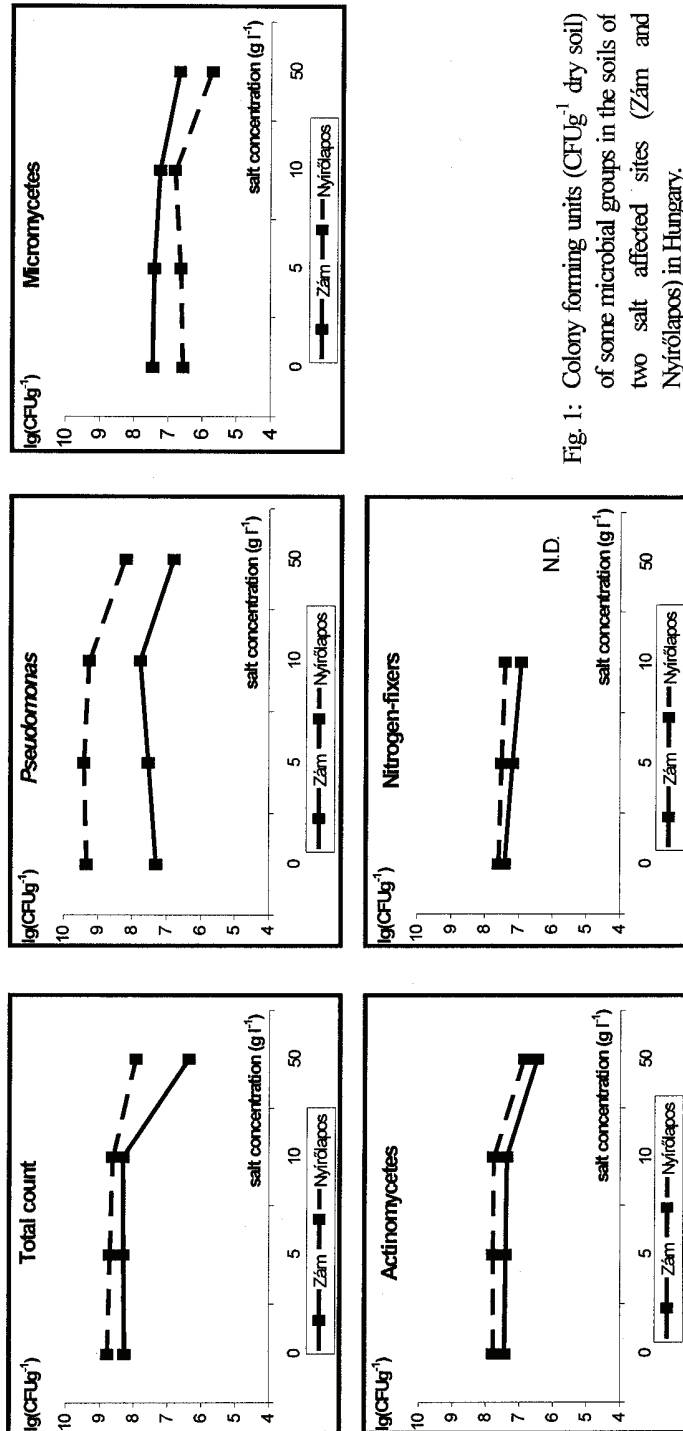 Total count
lg(CFUg⁻¹)
10
9
8
7
6
5
4
salt concentration (g l⁻¹)
0 5 10 50
Zám Nyírőlapos
Pseudomonas
lg(CFUg⁻¹)
10
9
8
7
6
5
4
salt concentration (g l⁻¹)
0 5 10 50
Zám Nyírőlapos
Micromycetes
lg(CFUg⁻¹)
10
9
8
7
6
5
4
salt concentration (g l⁻¹)
0 5 10 50
Zám Nyírőlapos
Actinomycetes
lg(CFUg⁻¹)
10
9
8
7
6
5
4
salt concentration (g l⁻¹)
0 5 10 50
Zám Nyírőlapos
Nitrogen-fixers
lg(CFUg⁻¹)
10
9
8
7
6
5
4
N.D.
salt concentration (g l⁻¹)
0 5 10 50
Zám Nyírőlapos
Fig. 1: Colony forming units (CFUg⁻¹ dry soil)
of some microbial groups in the soils of
two salt affected sites (Zám and
Nyírőlapos) in Hungary.